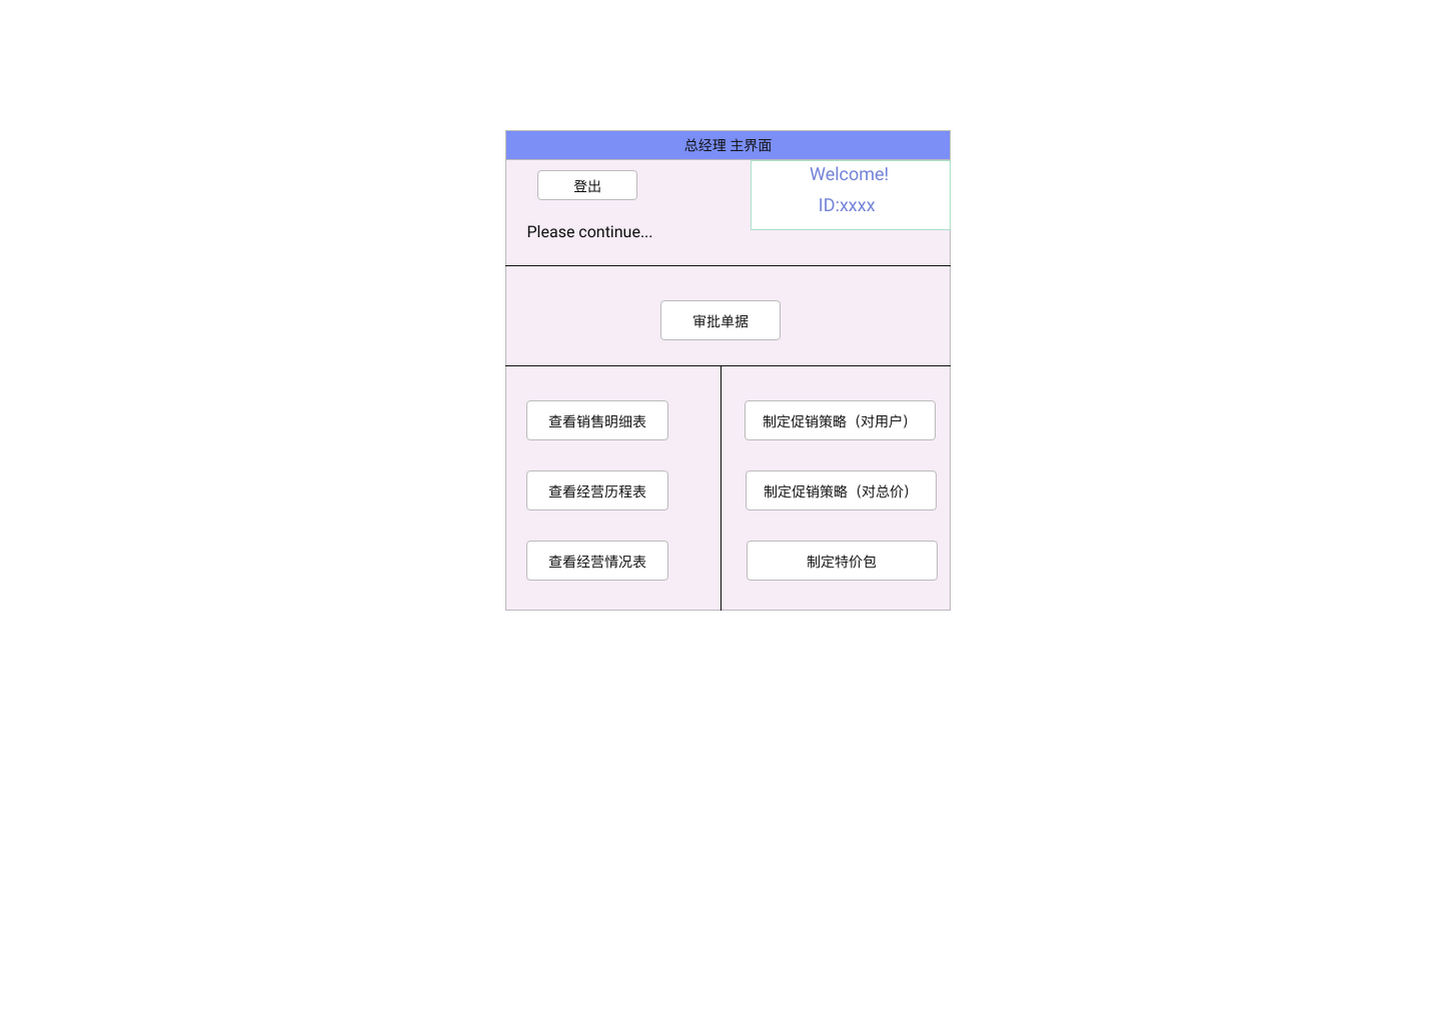 总经理 主界面
登出
Welcome!
ID:xxxx
Please continue...
审批单据
查看销售明细表
制定促销策略（对用户）
查看经营历程表
制定促销策略（对总价）
查看经营情况表
制定特价包